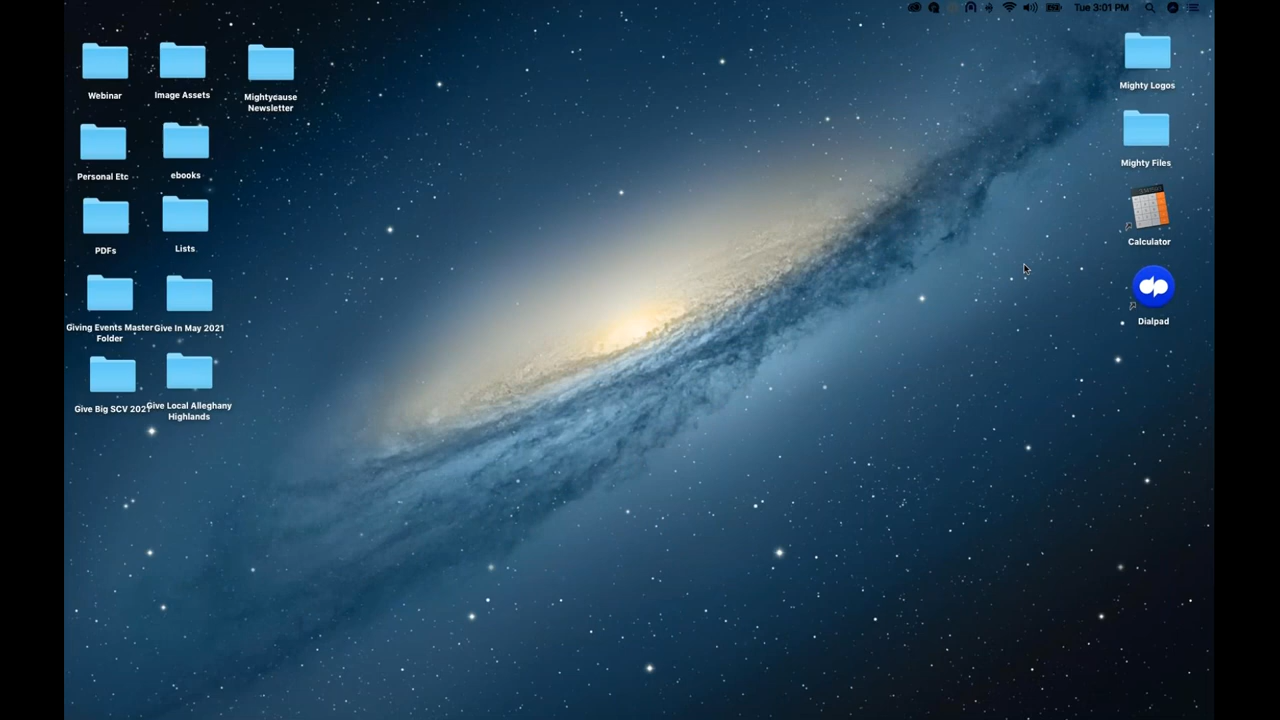 Tue 3:01 PM
Webinar
Image Assets
Mightycause
Newsletter
Mighty Logos
Personal Etc
ebooks
Mighty Files
PDFs
Lists
Calculator
Giving Events Master
Folder
Give In May 2021
Dialpad
Give Big SCV 2021
Give Local Alleghany
Highlands